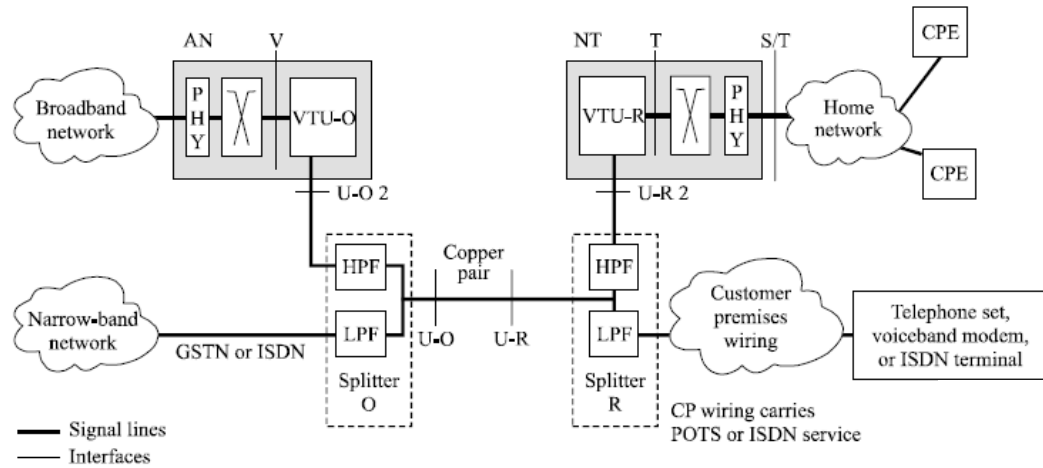 AN
V
NT
T
S/T
CPE
Broadband
network
P
H
Y
VTU-O
VTU-R
P
H
Y
Home
network
CPE
U-O 2
U-R 2
HPF
Copper
pair
HPF
Narrow-band
network
GSTN or ISDN
LPF
U-O
U-R
LPF
Customer
premises
wiring
Telephone set,
voiceband modem,
or ISDN terminal
Splitter
O
Splitter
R
CP wiring carries
POTS or ISDN service
Signal lines
Interfaces